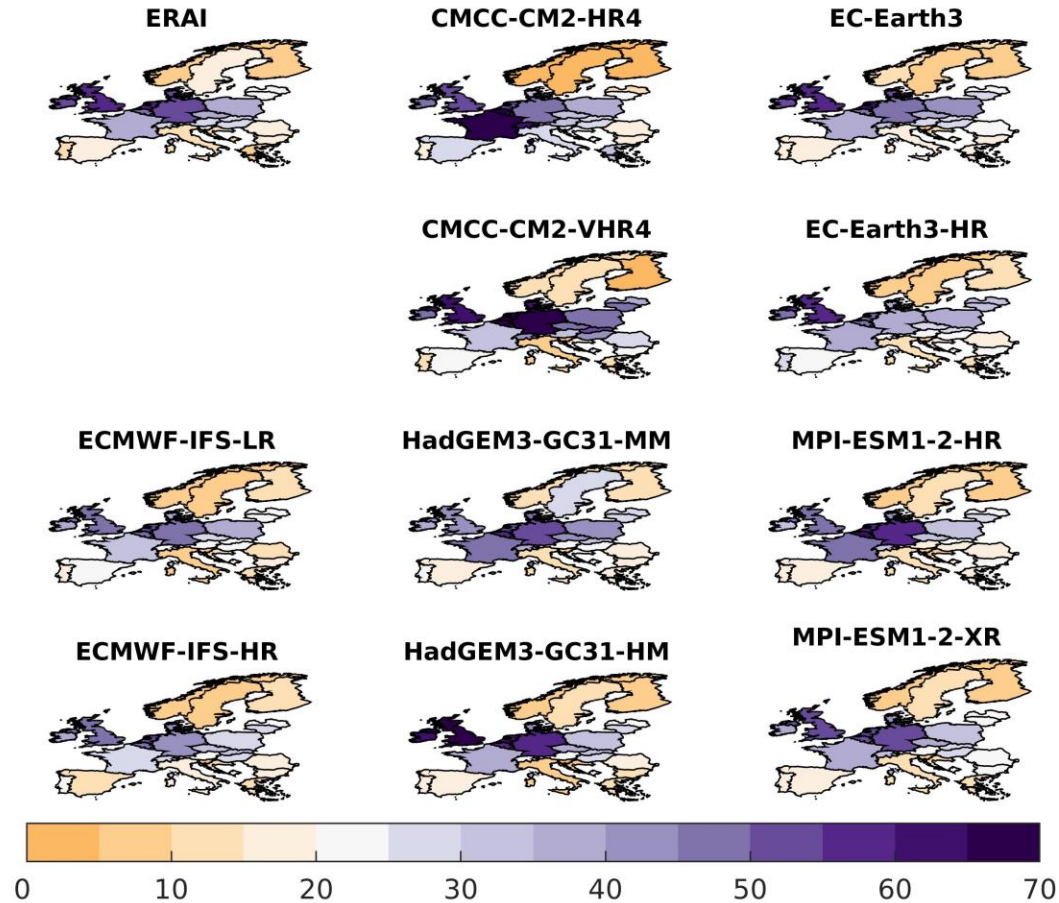 ERAI
CMCC-CM2-HR4
EC-Earth3
CMCC-CM2-VHR4
EC-Earth3-HR
ECMWF-IFS-LR
HadGEM3-GC31-MM
MPI-ESM1-2-HR
ECMWF-IFS-HR
HadGEM3-GC31-HM
MPI-ESM1-2-XR
0 10 20 30 40 50 60 70